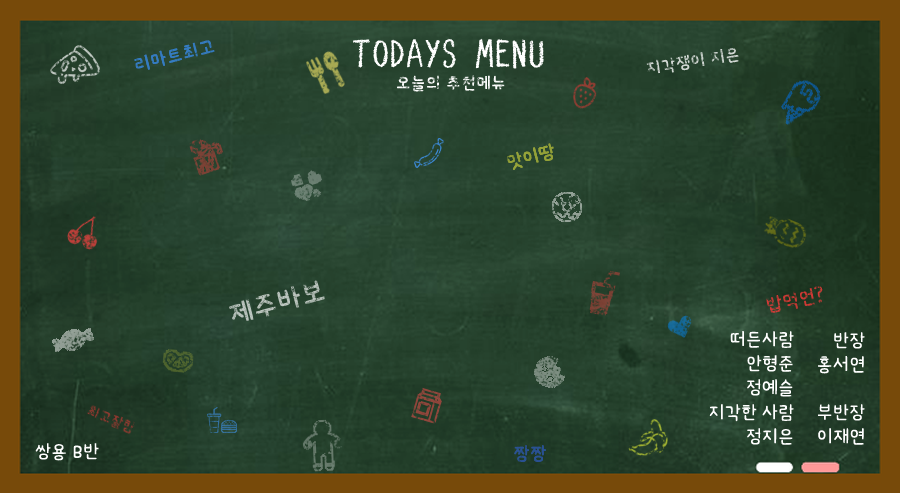 TODAYS MENU
오늘의 추천메뉴
리마트최고
지각쟁이 지은
맛이땅
제주바보
밥먹언?
떠든사람 반장
안형준 홍서연
정예슬
지각한 사람 부반장
정지은 이재연
최고질한
짱짱
쌍용 B반